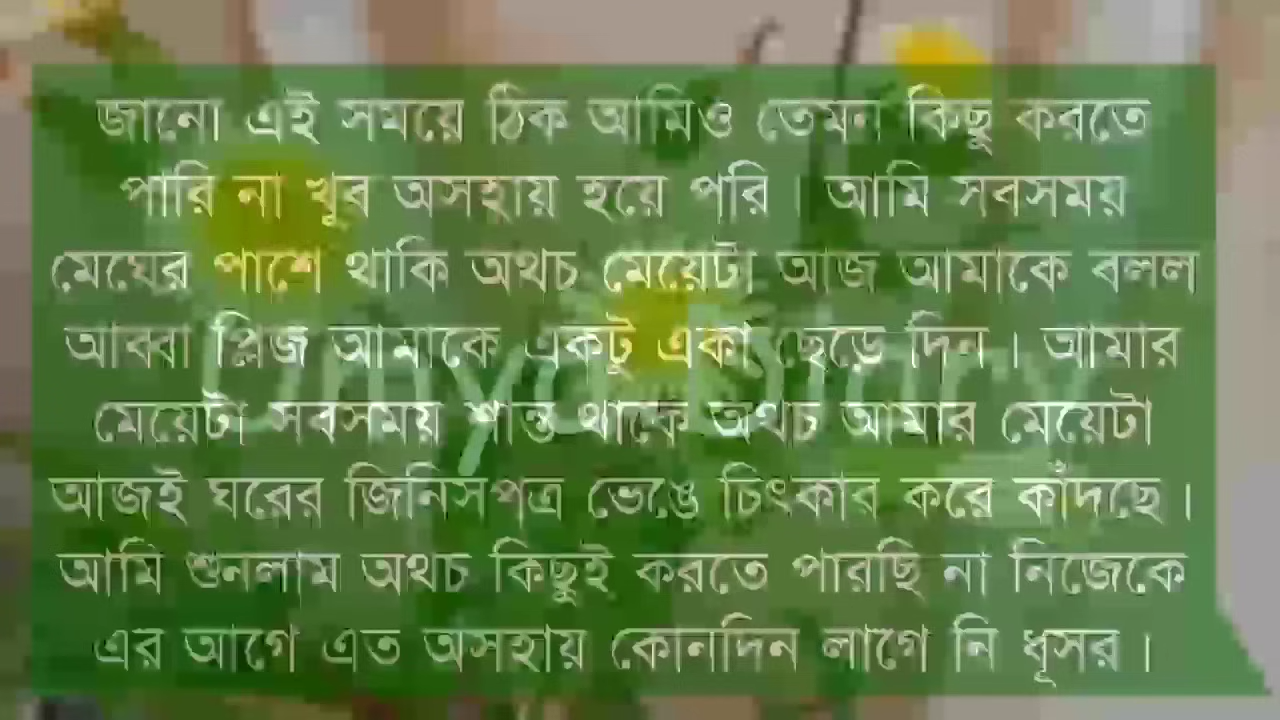 জানো এই সময়ে ঠিক আমিও তেমন কিছু করতে
পারি না খুব অসহায় হয়ে পরি। আমি সবসময়
মেঘের পাশে থাকি অথচ মেয়েটা আজ আমাকে বলল
আব্বা প্লিজ আমাকে একটু একা ছেড়ে দিন। আমার
মেয়েটা সবসময় শান্ত থাকে অথচ আমার মেয়েটা
আজই ঘরের জিনিসপত্র ভেঙে চিৎকার করে কাঁদছে।
আমি শুনলাম অথচ কিছুই করতে পারছি না নিজেকে
এর আগে এত অসহায় কোনদিন লাগে নি ধূসর।